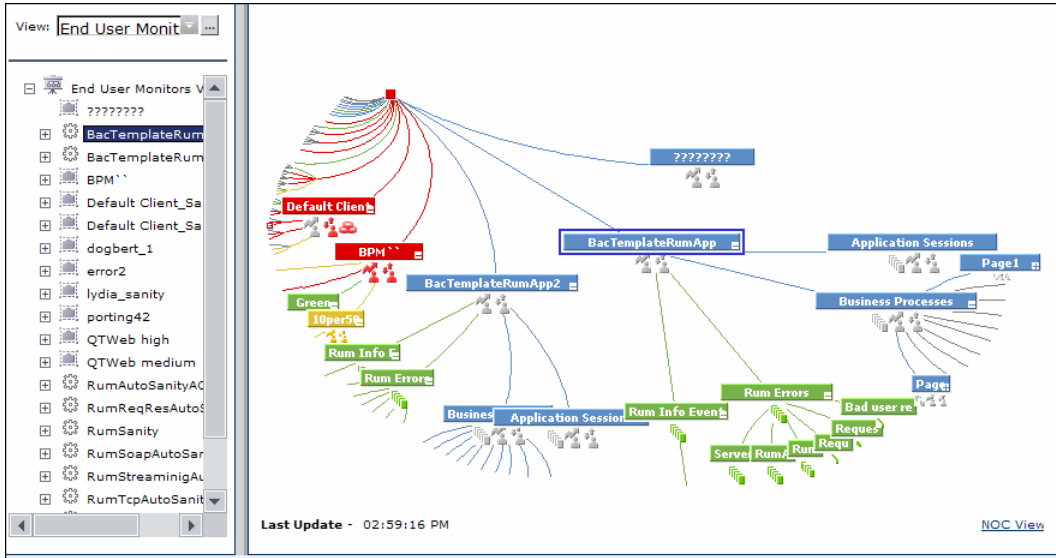 View: End User Monit ...
End User Monitors V
????????
BacTemplateRum
BacTemplateRum
BPM``
Default Client_Sa
Default Client_Sa
dogbert_1
error2
lydia_sanity
porting42
QTWeb high
QTWeb medium
RumAutoSanityAC
RumReqResAutoS
RumSanity
RumSoapAutoSar
RumStreaminigAu
RumTcpAutoSanit
????????
Default Client
BPM``
BacTemplateRumApp
Application Sessions
Page1
BacTemplateRumApp2
Business Processes
Green
10per50
Rum Info E
Rum Errors
Page
Rum Errors
Bad user re
Busines
Application Session
Rum Info Event
Reques
Requ
Serve
RumA
Run
Last Update - 02:59:16 PM
NOC View